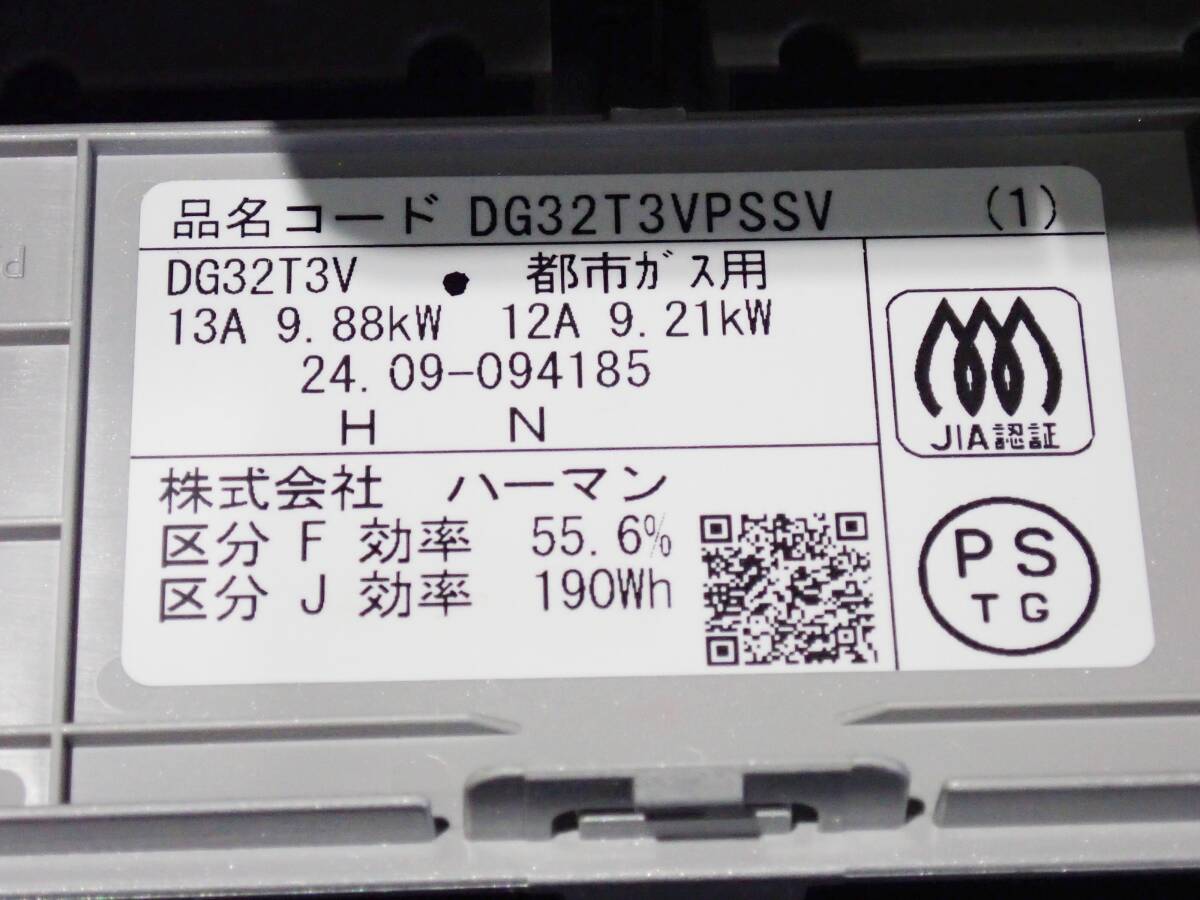 品名コード DG32T3VPSSV (1)
DG32T3V ● 都市ガス用
13A 9.88kW 12A 9.21kW
24.09-094185
H N
株式会社 ハーマン
区分 F 効率 55.6%
区分 J 効率 190Wh
JIA認証
PS
TG
P